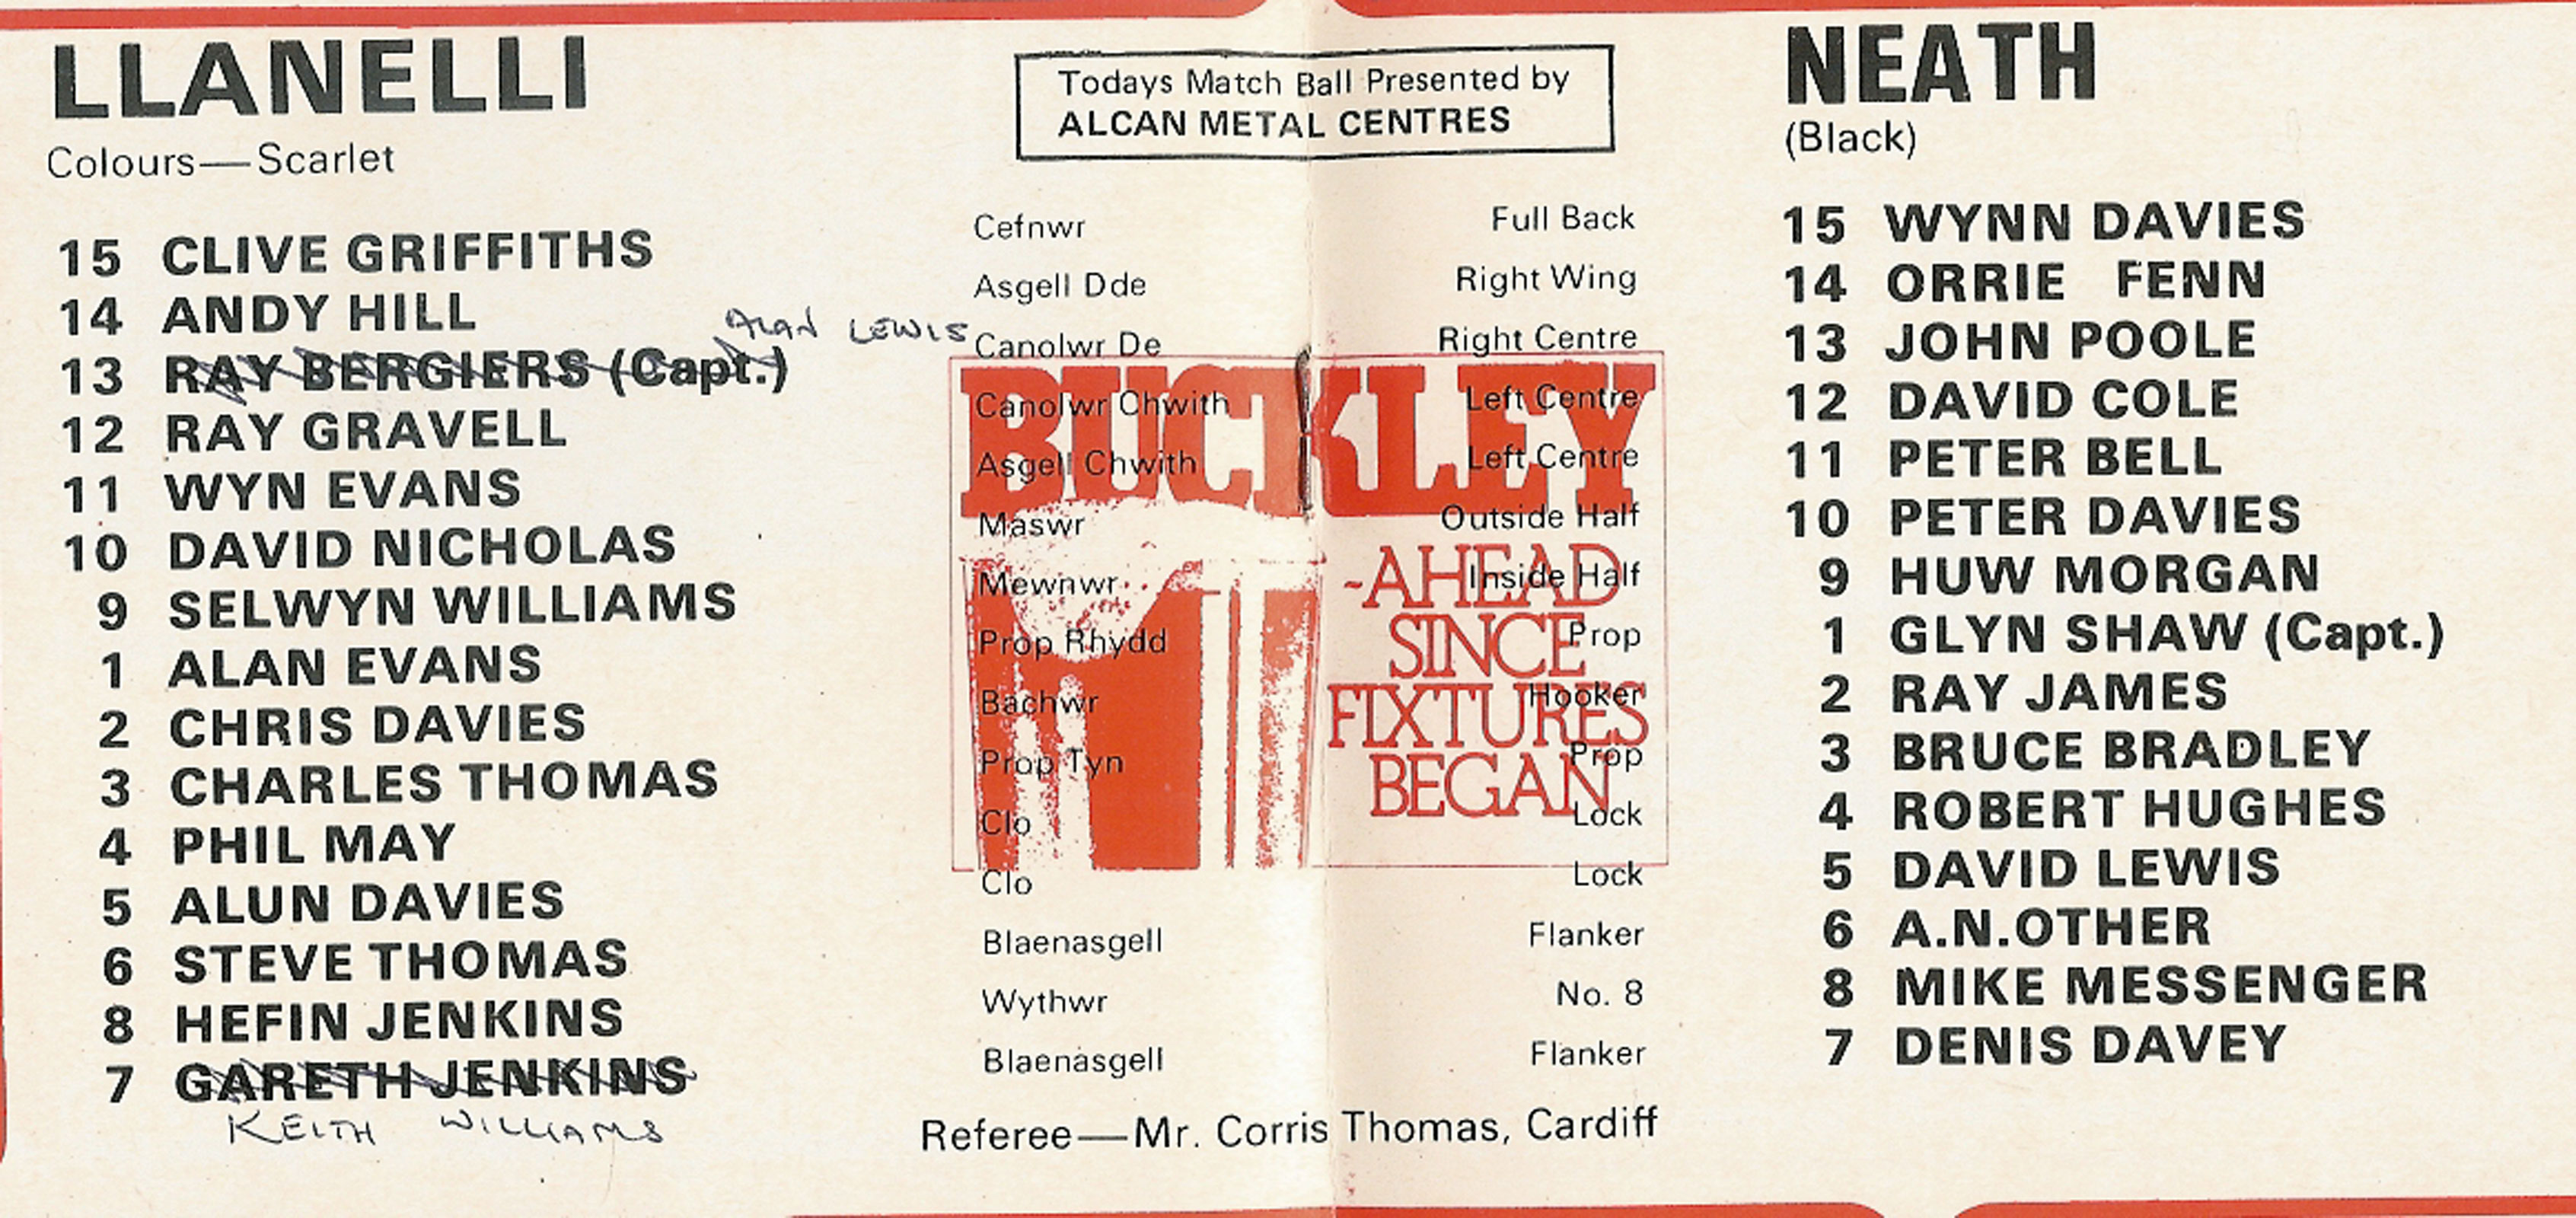 LLANELLI
Colours—Scarlet
15 CLIVE GRIFFITHS
14 ANDY HILL
13 RAY BERGIERS (Capt.)
ALAN LEWIS
12 RAY GRAVELL
11 WYN EVANS
10 DAVID NICHOLAS
9 SELWYN WILLIAMS
1 ALAN EVANS
2 CHRIS DAVIES
3 CHARLES THOMAS
4 PHIL MAY
5 ALUN DAVIES
6 STEVE THOMAS
8 HEFIN JENKINS
7 GARETH JENKINS
KEITH WILLIAMS
Todays Match Ball Presented by
ALCAN METAL CENTRES
Cefnwr Full Back
Asgell Dde Right Wing
Canolwr De Right Centre
Canolwr Chwith Left Centre
Asgell Chwith Left Centre
Maswr Outside Half
Mewnwr Inside Half
Prop Rhydd Prop
Bachwr Hooker
Prop Tyn Prop
Clo Lock
Clo Lock
Blaenasgell Flanker
Wythwr No. 8
Blaenasgell Flanker
BUCKLEY
-AHEAD
SINCE
FIXTURES
BEGAN
Referee—Mr. Corris Thomas, Cardiff
NEATH
(Black)
15 WYNN DAVIES
14 ORRIE FENN
13 JOHN POOLE
12 DAVID COLE
11 PETER BELL
10 PETER DAVIES
9 HUW MORGAN
1 GLYN SHAW (Capt.)
2 RAY JAMES
3 BRUCE BRADLEY
4 ROBERT HUGHES
5 DAVID LEWIS
6 A.N.OTHER
8 MIKE MESSENGER
7 DENIS DAVEY